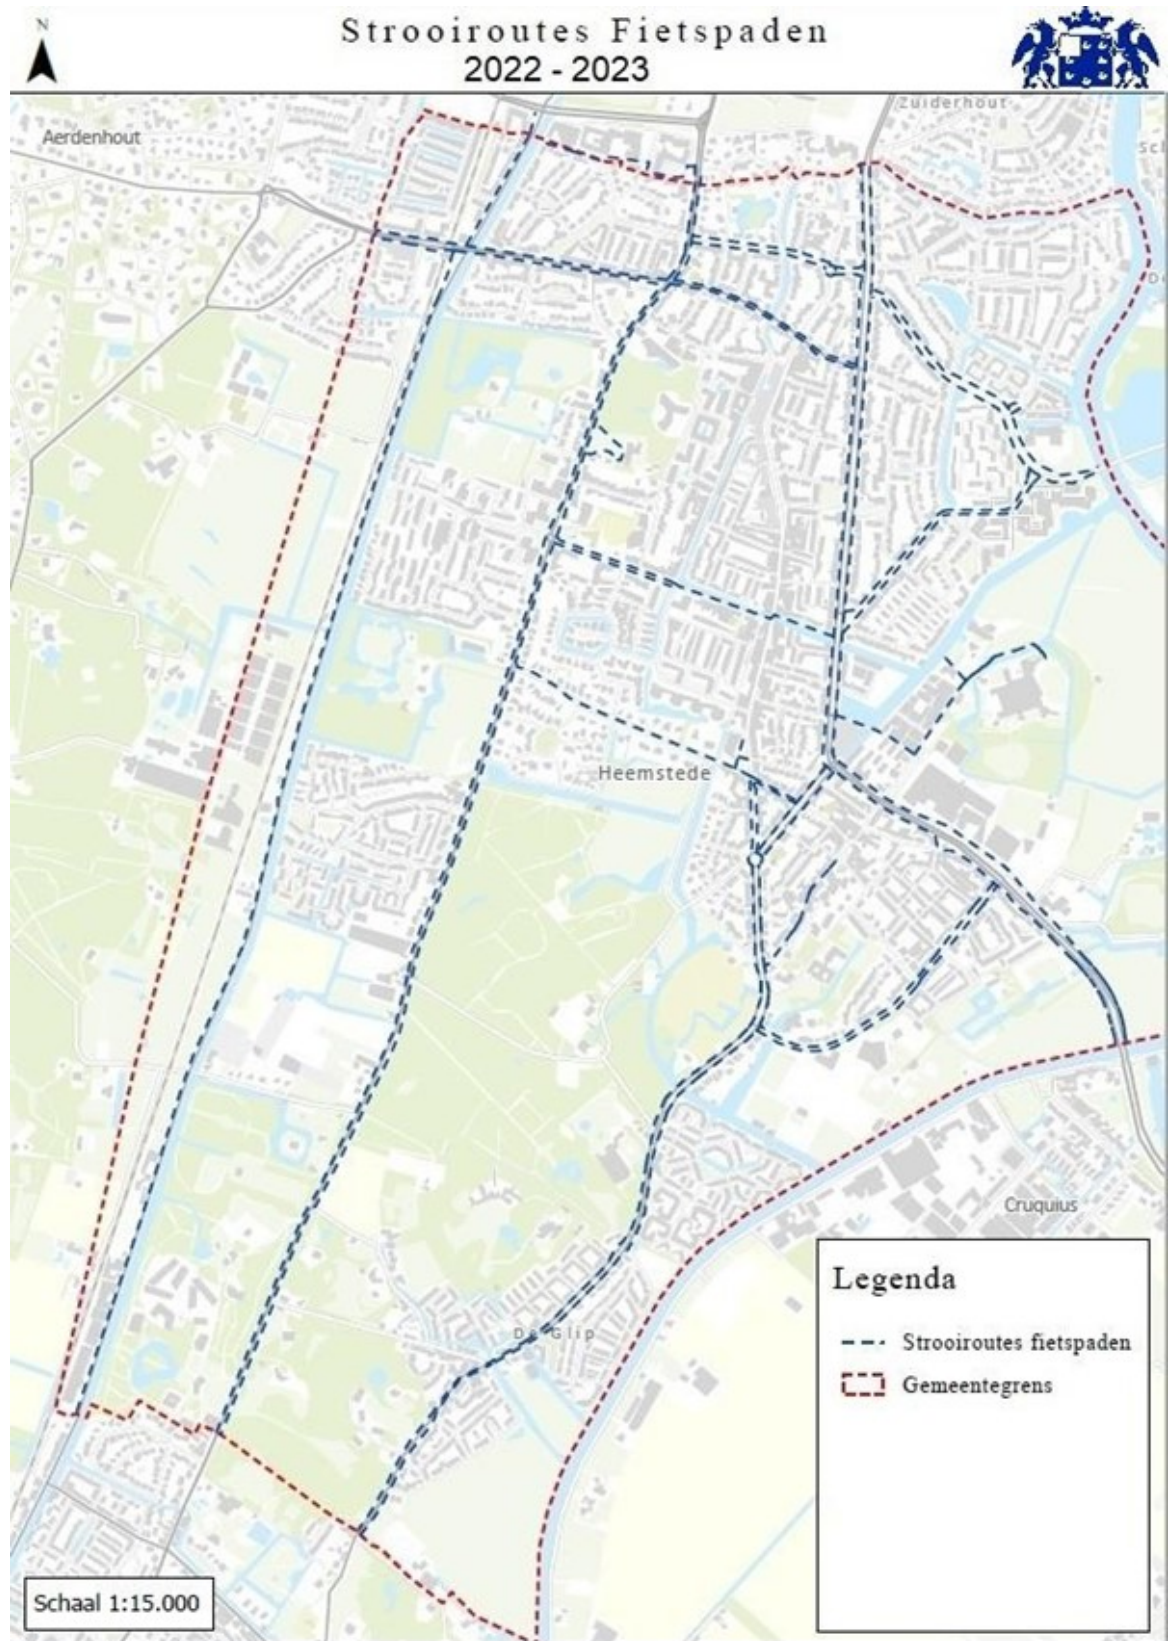 N
Strooiroutes Fietspaden
2022 - 2023
Zuiderhout
Aerdenhout
Heemstede
Cruquius
De Glip
Legenda
Strooiroutes fietspaden
Gemeentegrens
Schaal 1:15.000